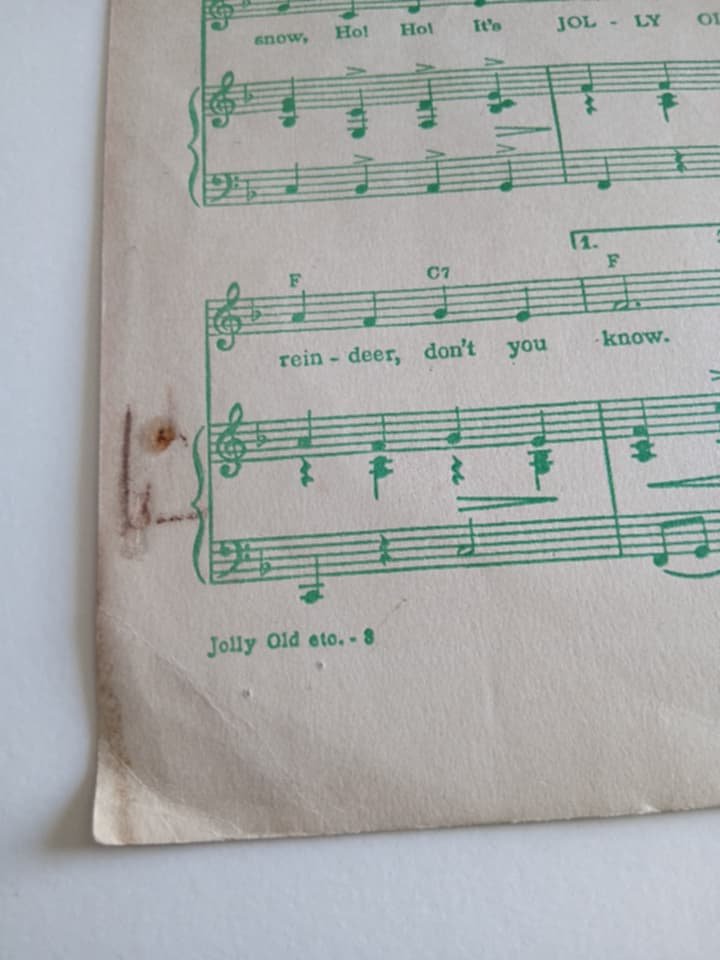 snow, Ho! Ho! It's JOL - LY
F C7 1. F
rein - deer, don't you know.
Jolly Old etc. - 3